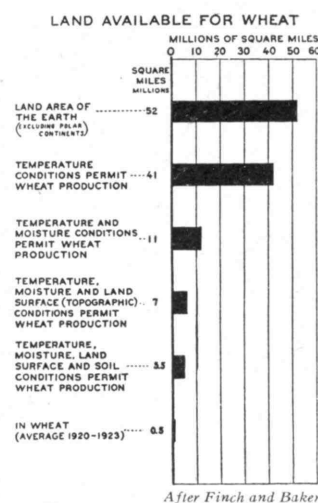 LAND AVAILABLE FOR WHEAT
MILLIONS OF SQUARE MILES
0 10 20 30 40 50 60
SQUARE
MILES
MILLIONS
LAND AREA OF
THE EARTH
(EXCLUDING POLAR
CONTINENTS)
52
TEMPERATURE
CONDITIONS PERMIT
WHEAT PRODUCTION
41
TEMPERATURE AND
MOISTURE CONDITIONS
PERMIT WHEAT
PRODUCTION
11
TEMPERATURE,
MOISTURE AND LAND
SURFACE (TOPOGRAPHIC)
CONDITIONS PERMIT
WHEAT PRODUCTION
7
TEMPERATURE,
MOISTURE, LAND
SURFACE AND SOIL
CONDITIONS PERMIT
WHEAT PRODUCTION
5.5
IN WHEAT
(AVERAGE 1920-1923)
0.5
After Finch and Baker